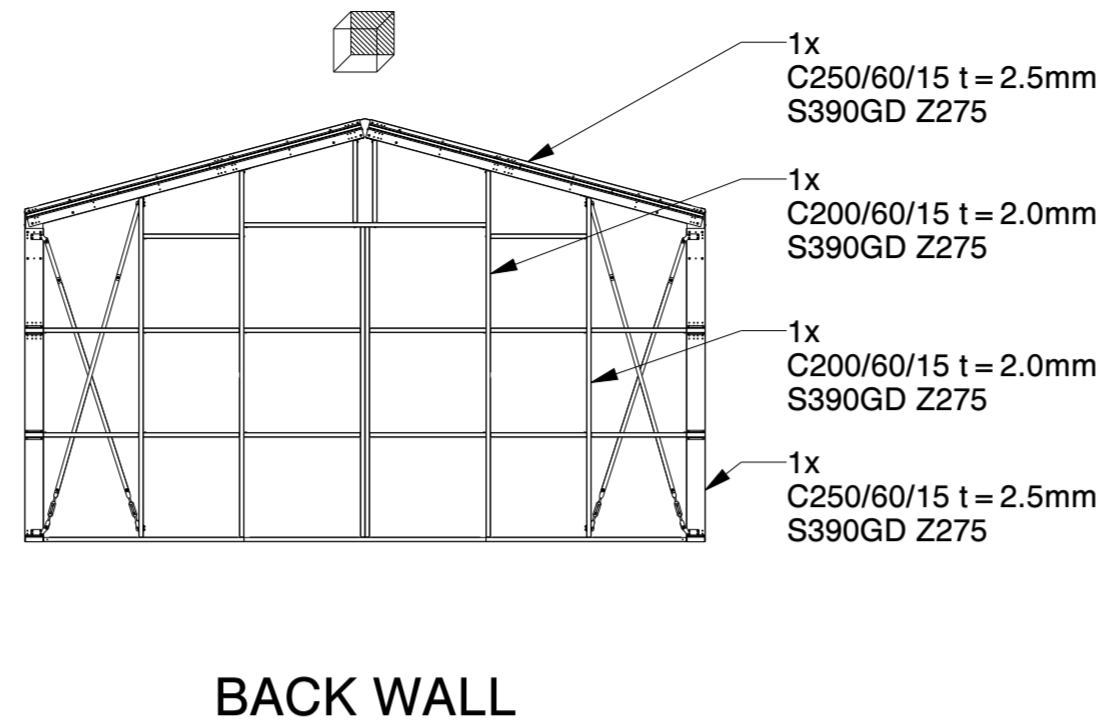 1x
C250/60/15 t = 2.5mm
S390GD Z275
1x
C200/60/15 t = 2.0mm
S390GD Z275
1x
C200/60/15 t = 2.0mm
S390GD Z275
1x
C250/60/15 t = 2.5mm
S390GD Z275
BACK WALL